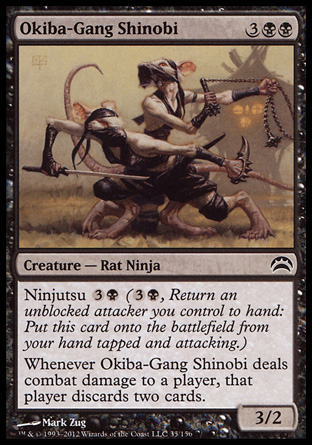 Okiba-Gang Shinobi 3
Creature — Rat Ninja
Ninjutsu 3 (3, Return an
unblocked attacker you control to hand:
Put this card onto the battlefield from
your hand tapped and attacking.)
Whenever Okiba-Gang Shinobi deals
combat damage to a player, that
player discards two cards.
Mark Zug
™ & © 1993–2012 Wizards of the Coast LLC 35/156
3/2